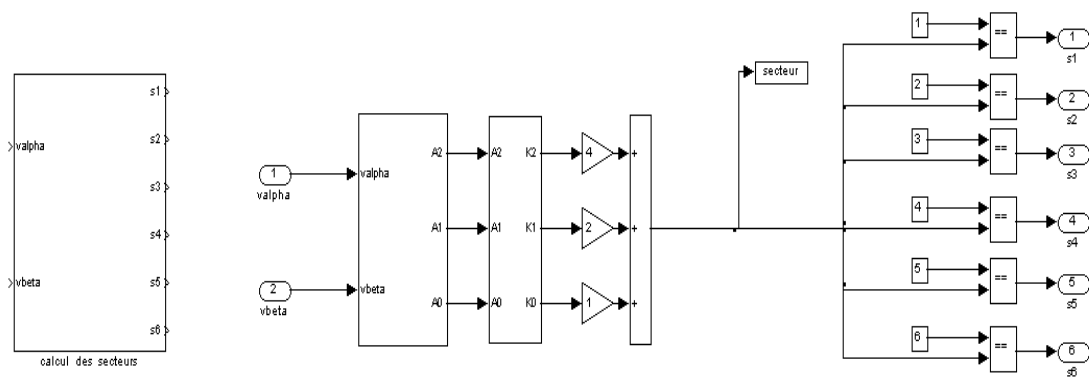 valpha
vbeta
s1
s2
s3
s4
s5
s6
calcul des secteurs
1
valpha
2
vbeta
valpha
vbeta
A2
A1
A0
A2
A1
A0
K2
K1
K0
4
2
1
+
+
+
secteur
1
==
1
s1
2
==
2
s2
3
==
3
s3
4
==
4
s4
5
==
5
s5
6
==
6
s6